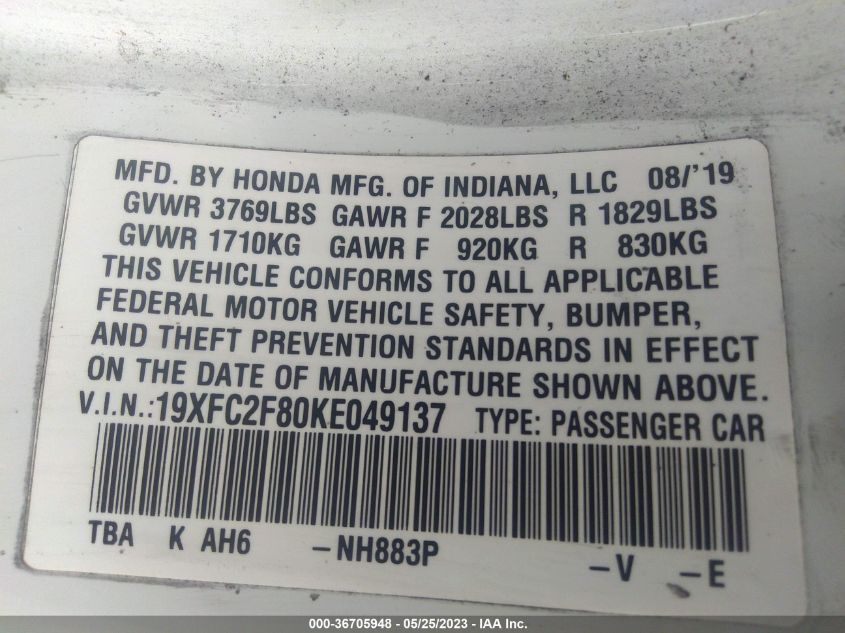 MFD. BY HONDA MFG. OF INDIANA, LLC 08/'19
GVWR 3769LBS GAWR F 2028LBS R 1829LBS
GVWR 1710KG GAWR F 920KG R 830KG
THIS VEHICLE CONFORMS TO ALL APPLICABLE
FEDERAL MOTOR VEHICLE SAFETY, BUMPER,
AND THEFT PREVENTION STANDARDS IN EFFECT
ON THE DATE OF MANUFACTURE SHOWN ABOVE.
V.I.N.:19XFC2F80KE049137 TYPE: PASSENGER CAR
TBA K AH6 -NH883P -V -E
000-36705948 - 05/25/2023 - IAA Inc.